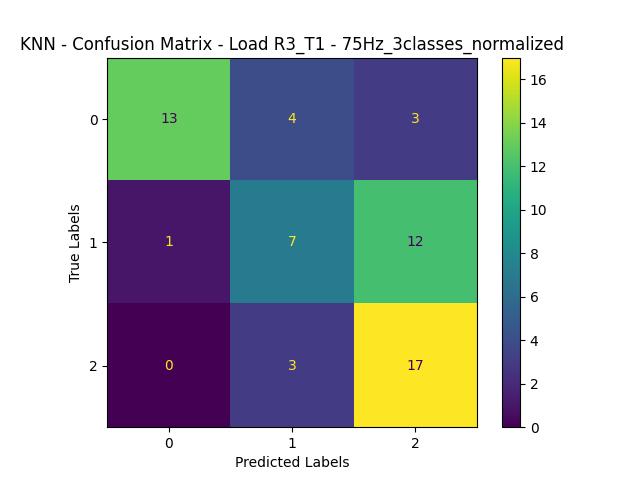 KNN - Confusion Matrix - Load R3_T1 - 75Hz_3classes_normalized
0 13 4 3
1 1 7 12
2 0 3 17
0 1 2
Predicted Labels
True Labels
16
14
12
10
8
6
4
2
0